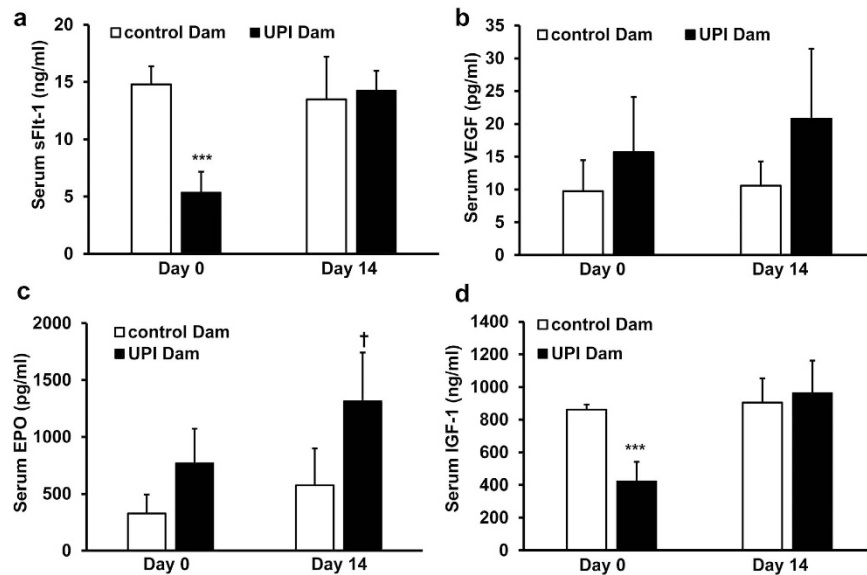 a
control Dam UPI Dam
Serum sFlt-1 (ng/ml)
20
15
10
5
0
***
Day 0 Day 14
b
control Dam UPI Dam
Serum VEGF (pg/ml)
35
30
25
20
15
10
5
0
Day 0 Day 14
c
control Dam
UPI Dam
Serum EPO (pg/ml)
2000
1500
1000
500
0
†
Day 0 Day 14
d
control Dam
UPI Dam
Serum IGF-1 (ng/ml)
1400
1200
1000
800
600
400
200
0
***
Day 0 Day 14